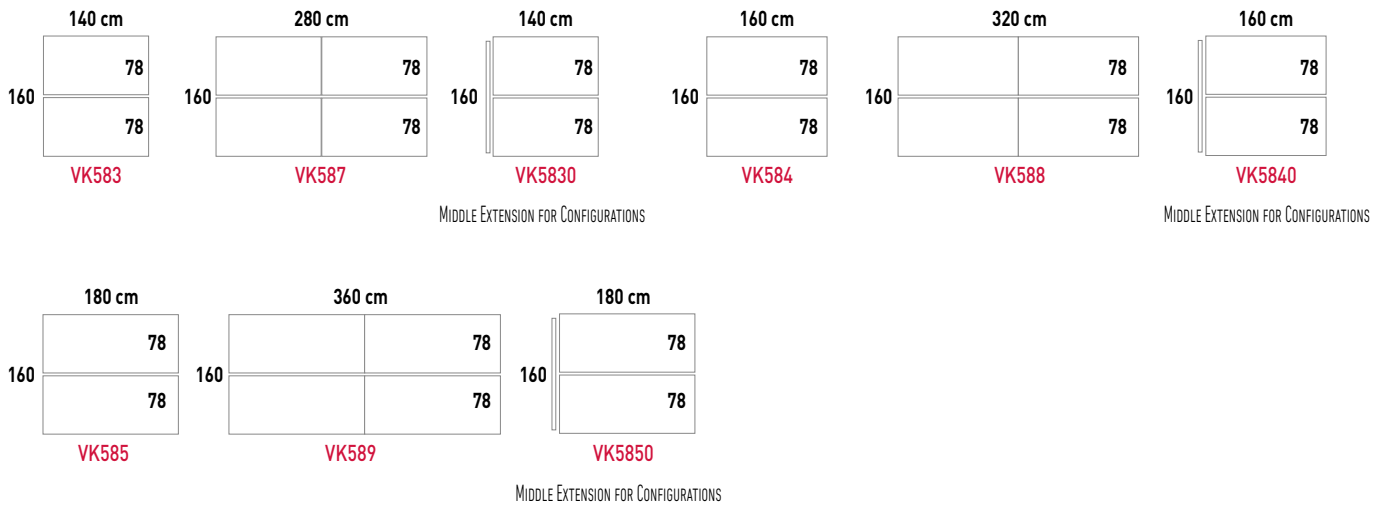 140 cm 280 cm 140 cm 160 cm 320 cm 160 cm
78 78 78 78 78 78
160 160 160 160 160 160
78 78 78 78 78 78
VK583 VK587 VK5830 VK584 VK588 VK5840
MIDDLE EXTENSION FOR CONFIGURATIONS MIDDLE EXTENSION FOR CONFIGURATIONS
180 cm 360 cm 180 cm
78 78 78
160 160 160
78 78 78
VK585 VK589 VK5850
MIDDLE EXTENSION FOR CONFIGURATIONS